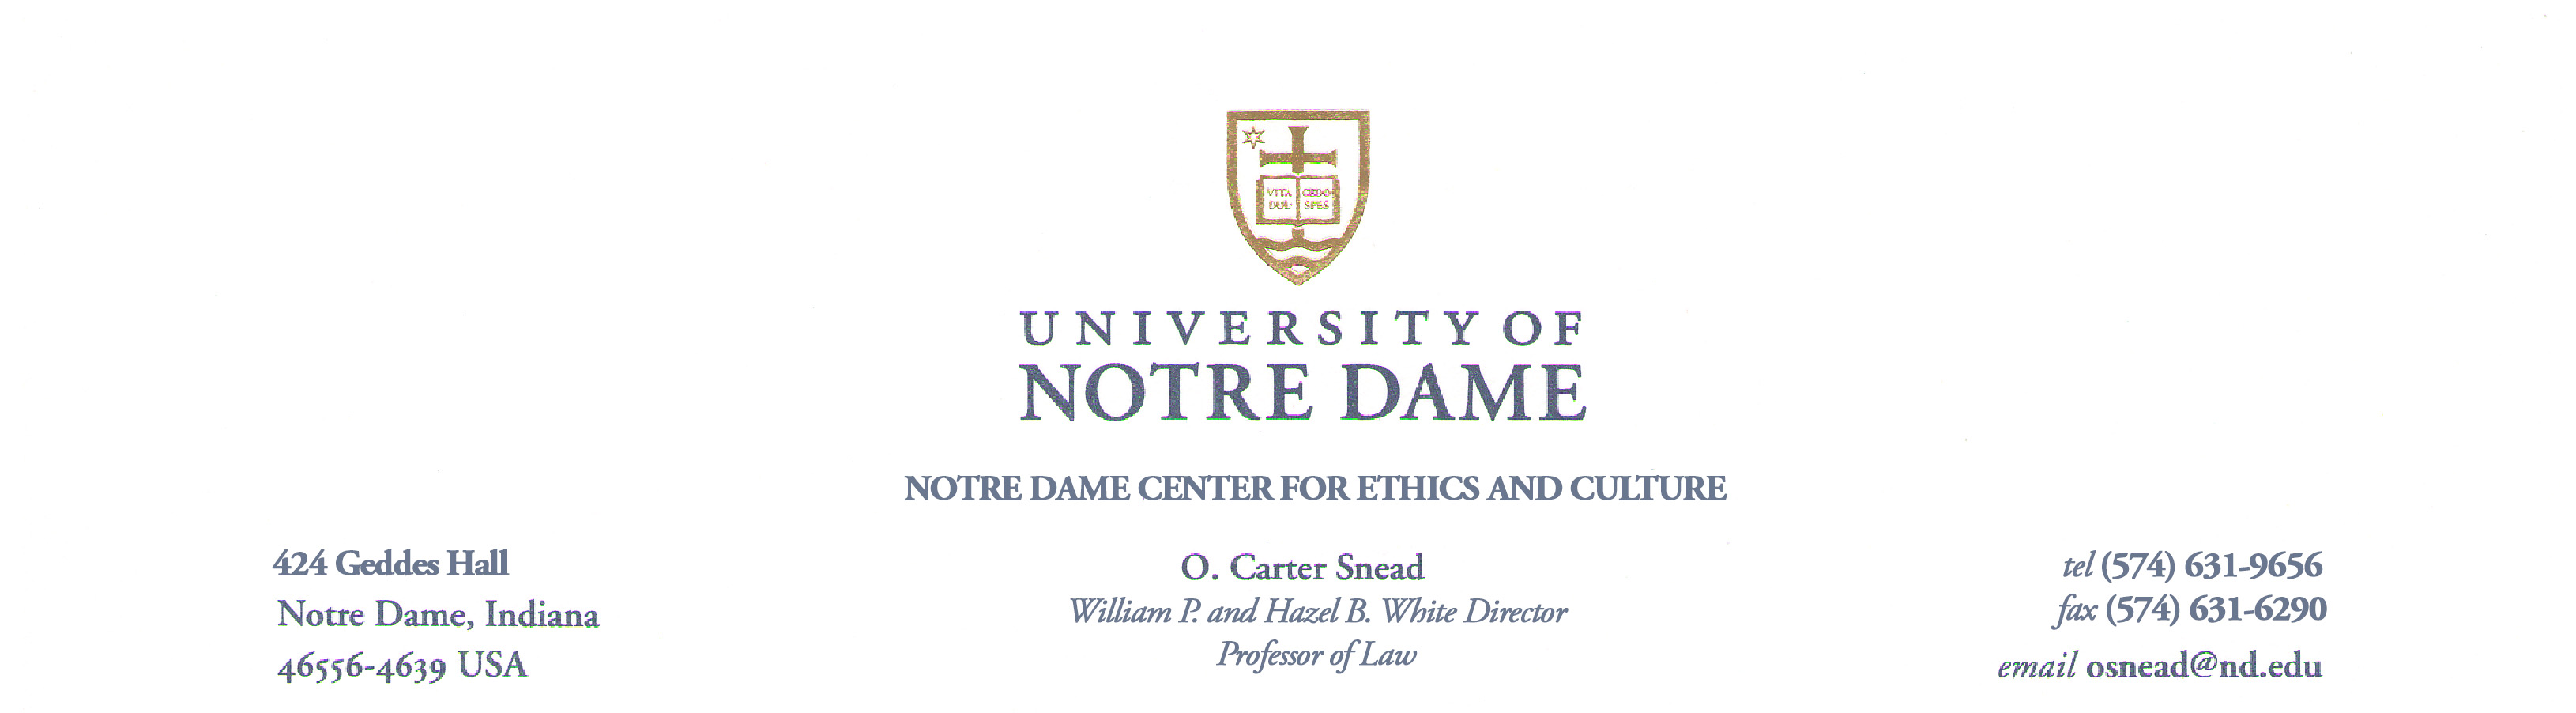 VITA CEDO
DUL SPES
UNIVERSITY OF
NOTRE DAME
NOTRE DAME CENTER FOR ETHICS AND CULTURE
424 Geddes Hall
Notre Dame, Indiana
46556-4639 USA
O. Carter Snead
William P. and Hazel B. White Director
Professor of Law
tel (574) 631-9656
fax (574) 631-6290
email osnead@nd.edu